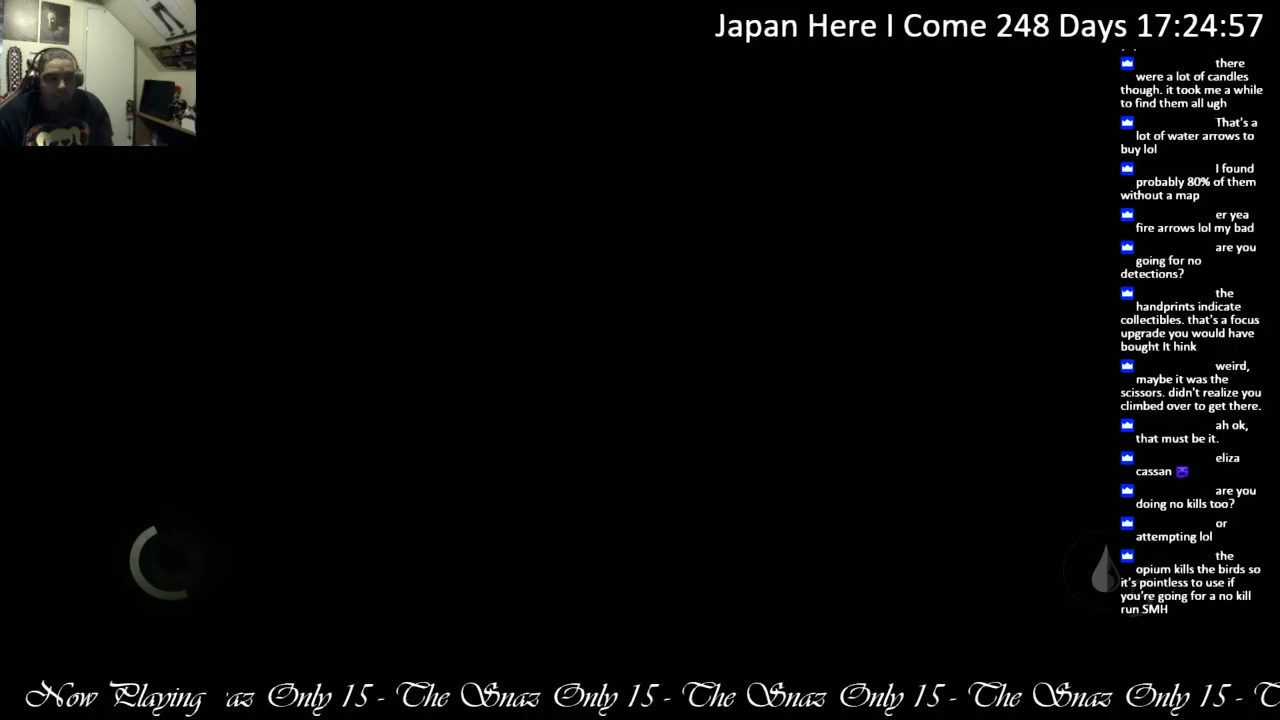 Japan Here I Come 248 Days 17:24:57
there
were a lot of candles
though. it took me a while
to find them all ugh
That's a
lot of water arrows to
buy lol
I found
probably 80% of them
without a map
er yea
fire arrows lol my bad
are you
going for no
detections?
the
handprints indicate
collectibles. that's a focus
upgrade you would have
bought It hink
weird,
maybe it was the
scissors. didn't realize you
climbed over to get there.
ah ok,
that must be it.
eliza
cassan
are you
doing no kills too?
or
attempting lol
the
opium kills the birds so
it's pointless to use if
you're going for a no kill
run SMH
Now Playing az Only 15 - The Snaz Only 15 - The Snaz Only 15 - The Snaz Only 15 - T